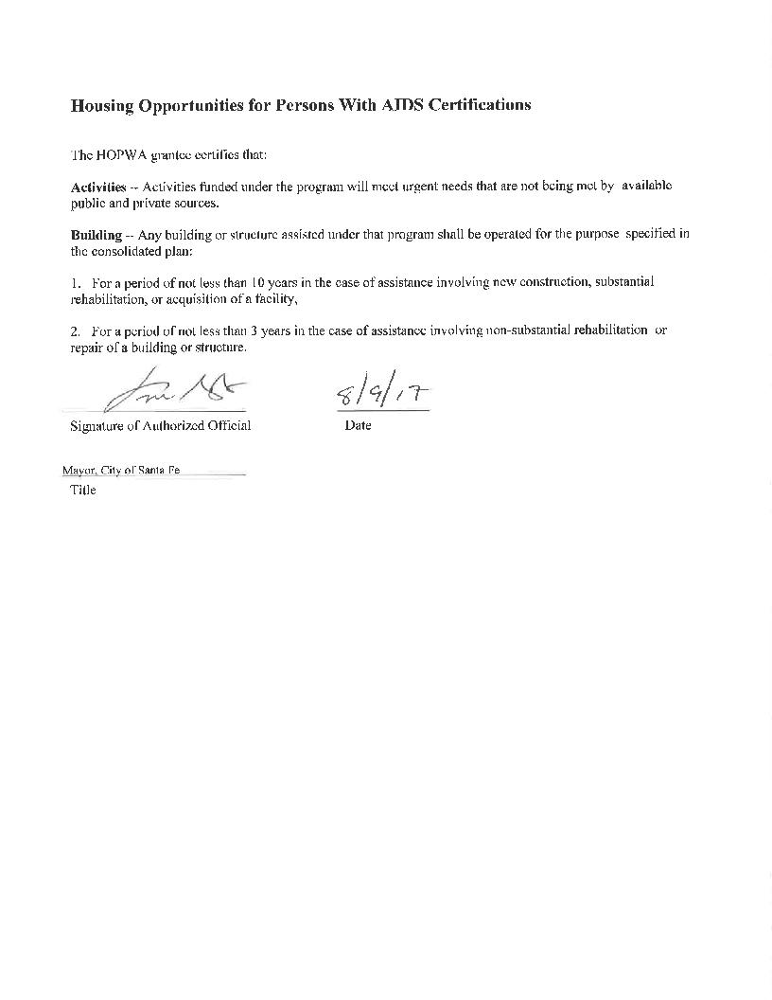 Housing Opportunities for Persons With AIDS Certifications
The HOPWA grantee certifies that:
Activities -- Activities funded under the program will meet urgent needs that are not being met by available
public and private sources.
Building -- Any building or structure assisted under that program shall be operated for the purpose specified in
the consolidated plan:
1. For a period of not less than 10 years in the case of assistance involving new construction, substantial
rehabilitation, or acquisition of a facility,
2. For a period of not less than 3 years in the case of assistance involving non-substantial rehabilitation or
repair of a building or structure.
8/9/17
Signature of Authorized Official Date
Mayor, City of Santa Fe
Title